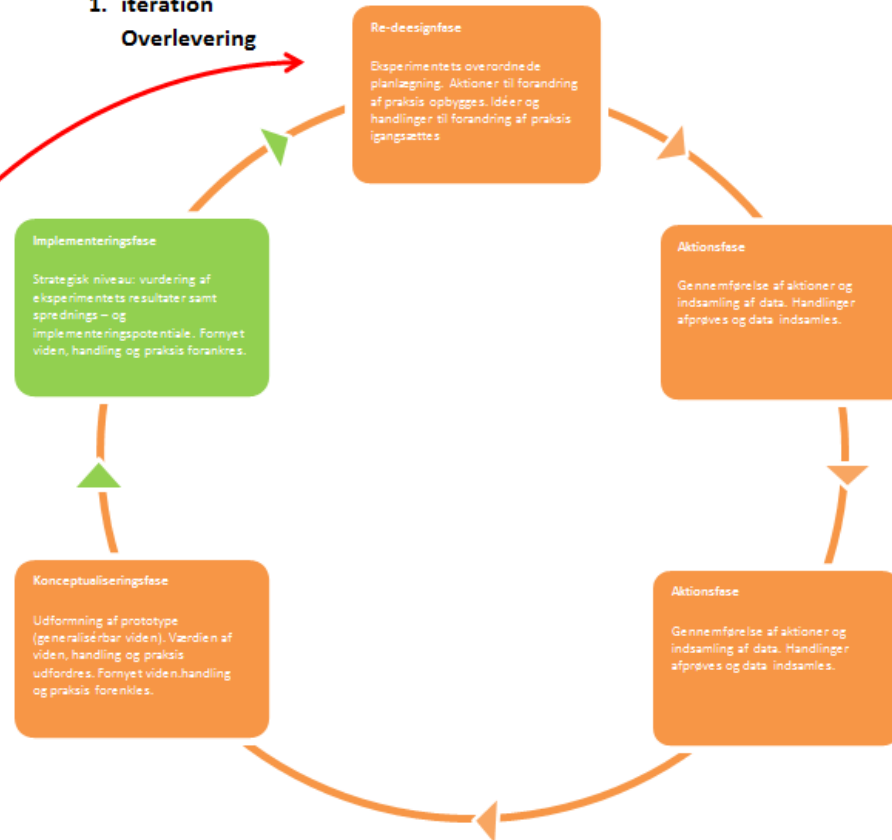 1. iteration
Overlevering
Re-deesignfase
Eksperimentets overordnede
planlægning. Aktioner til forandring
af praksis opbygges. Idéer og
handlinger til forandring af praksis
igangsættes
Aktionsfase
Gennemførelse af aktioner og
indsamling af data. Handlinger
afprøves og data indsamles.
Aktionsfase
Gennemførelse af aktioner og
indsamling af data. Handlinger
afprøves og data indsamles.
Konceptualiseringsfase
Udformning af prototype
(generalisérbar viden). Værdien af
viden, handling og praksis
udfordres. Fornyet viden.handling
og praksis forenkles.
Implementeringsfase
Strategisk niveau: vurdering af
eksperimentets resultater samt
sprednings – og
implementeringspotentiale. Fornyet
viden, handling og praksis forankres.